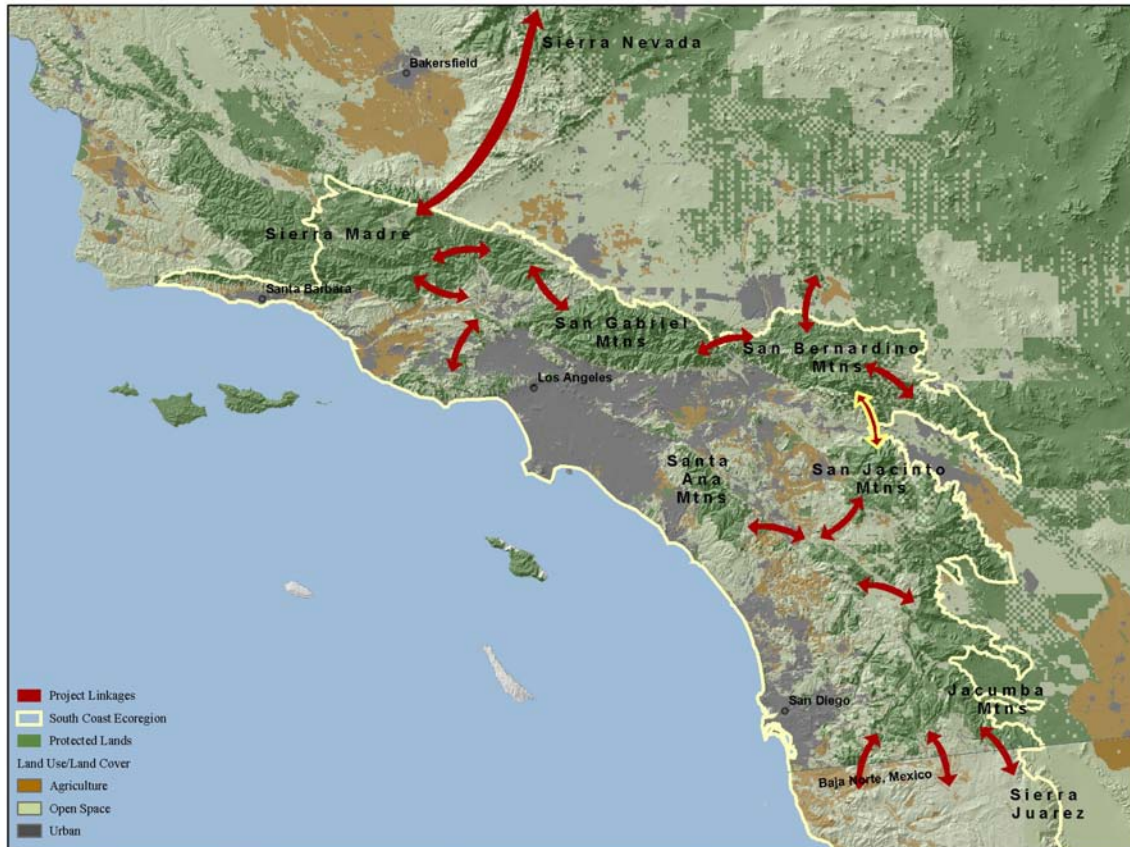 Sierra Nevada
Bakersfield
Sierra Madre
Santa Barbara
San Gabriel
Mtns
San Bernardino
Mtns
Los Angeles
Santa
Ana
Mtns
San Jacinto
Mtns
Jacumba
Mtns
San Diego
Baja Norte, Mexico
Sierra
Juarez
Project Linkages
South Coast Ecoregion
Protected Lands
Land Use/Land Cover
Agriculture
Open Space
Urban